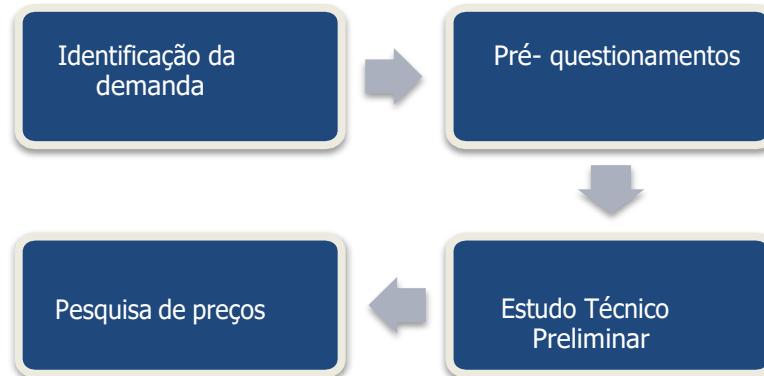 Identificação da
demanda
Pré- questionamentos
Estudo Técnico
Preliminar
Pesquisa de preços